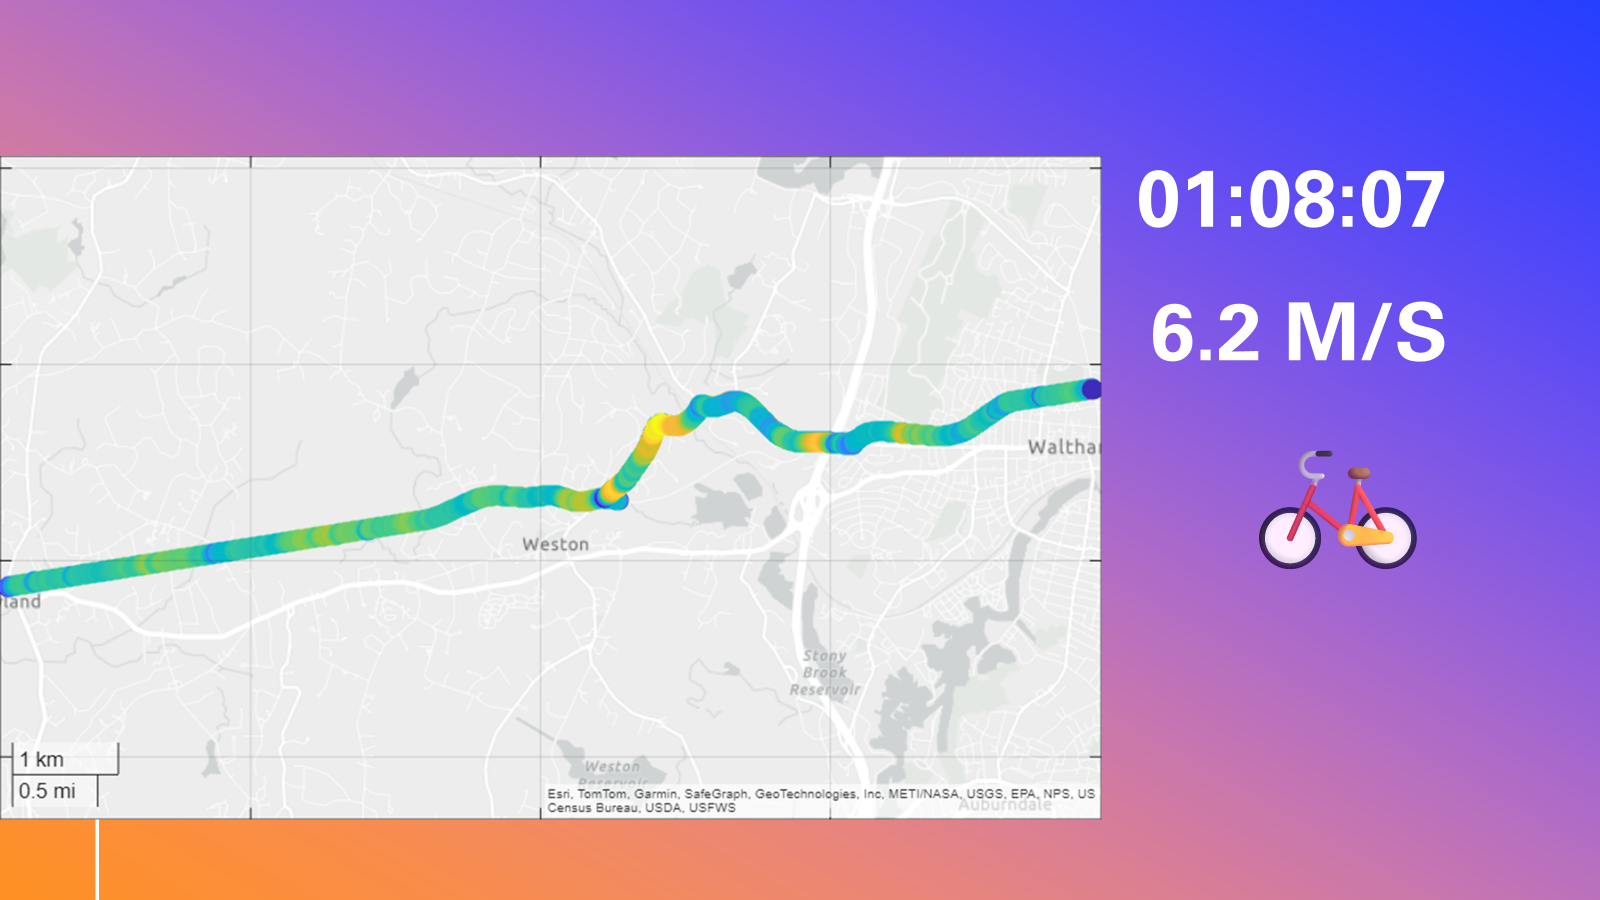 01:08:07
6.2 M/S
Waltha
Weston
land
Stony
Brook
Reservoir
Weston
Reservoir
1 km
0.5 mi
Esri, TomTom, Garmin, SafeGraph, GeoTechnologies, Inc, METI/NASA, USGS, EPA, NPS, US
Census Bureau, USDA, USFWS
Auburndale